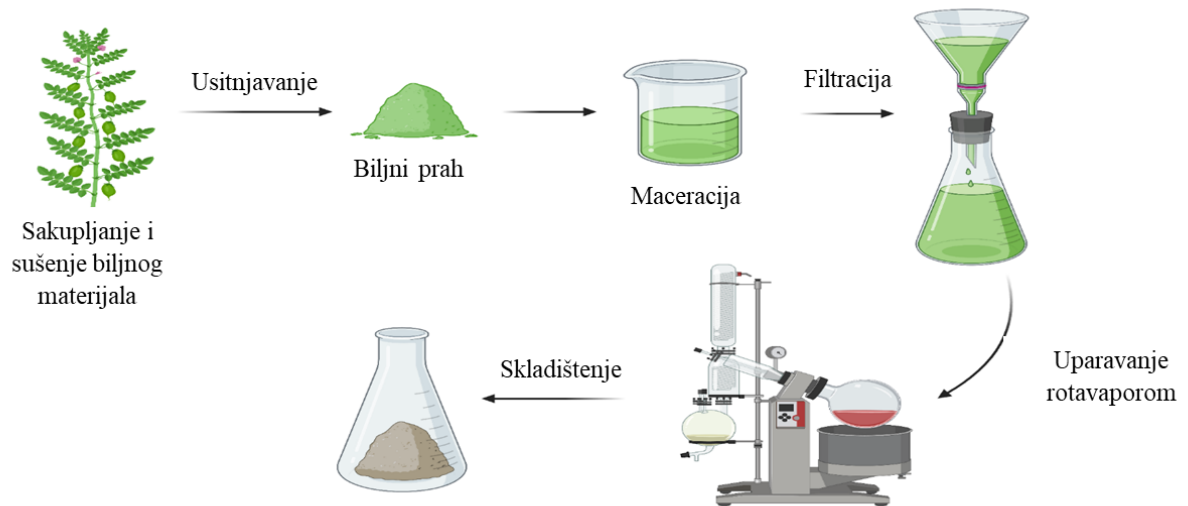 Usitnjavanje
Filtracija
Biljni prah
Maceracija
Sakupljanje i
sušenje biljnog
materijala
Skladištenje
Uparavanje
rotavaporom